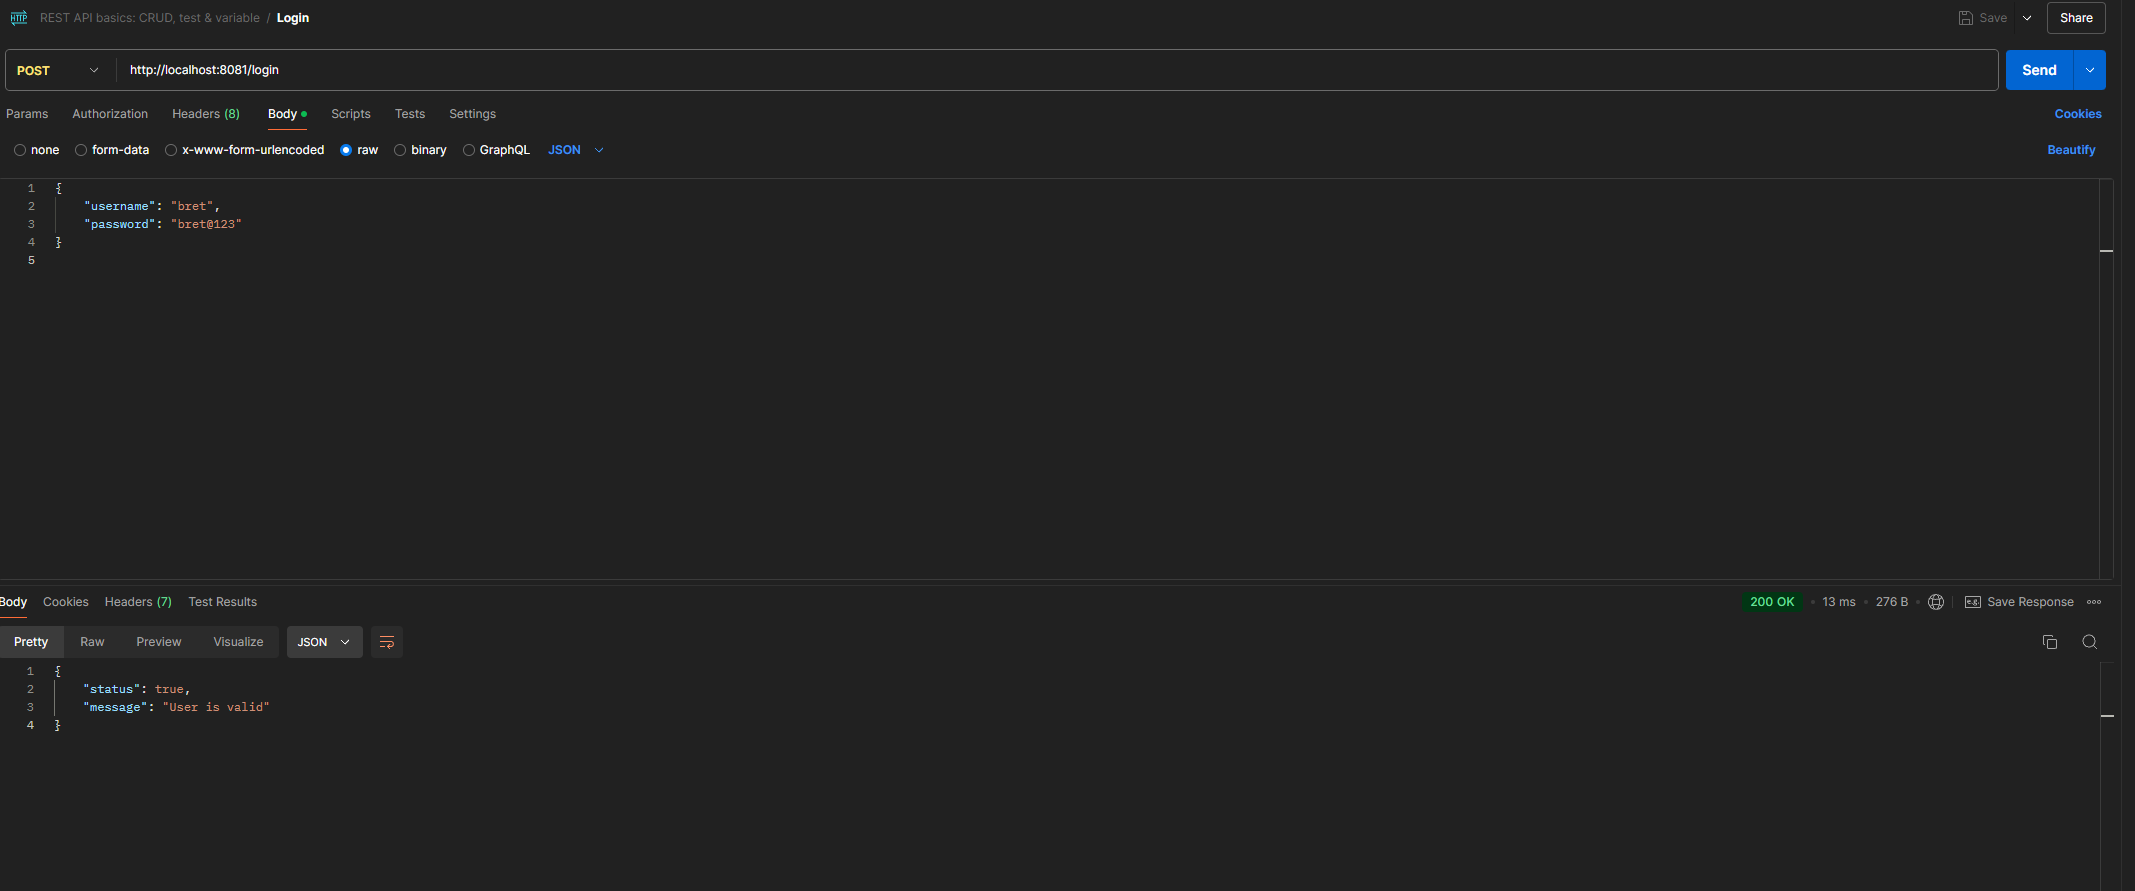 HTTP REST API basics: CRUD, test & variable / Login Save Share
POST http://localhost:8081/login Send
Params Authorization Headers (8) Body Scripts Tests Settings Cookies
none form-data x-www-form-urlencoded raw binary GraphQL JSON Beautify
1 {
2 "username": "bret",
3 "password": "bret@123"
4 }
5
Body Cookies Headers (7) Test Results 200 OK 13 ms 276 B e.g. Save Response
Pretty Raw Preview Visualize JSON
1 {
2 "status": true,
3 "message": "User is valid"
4 }